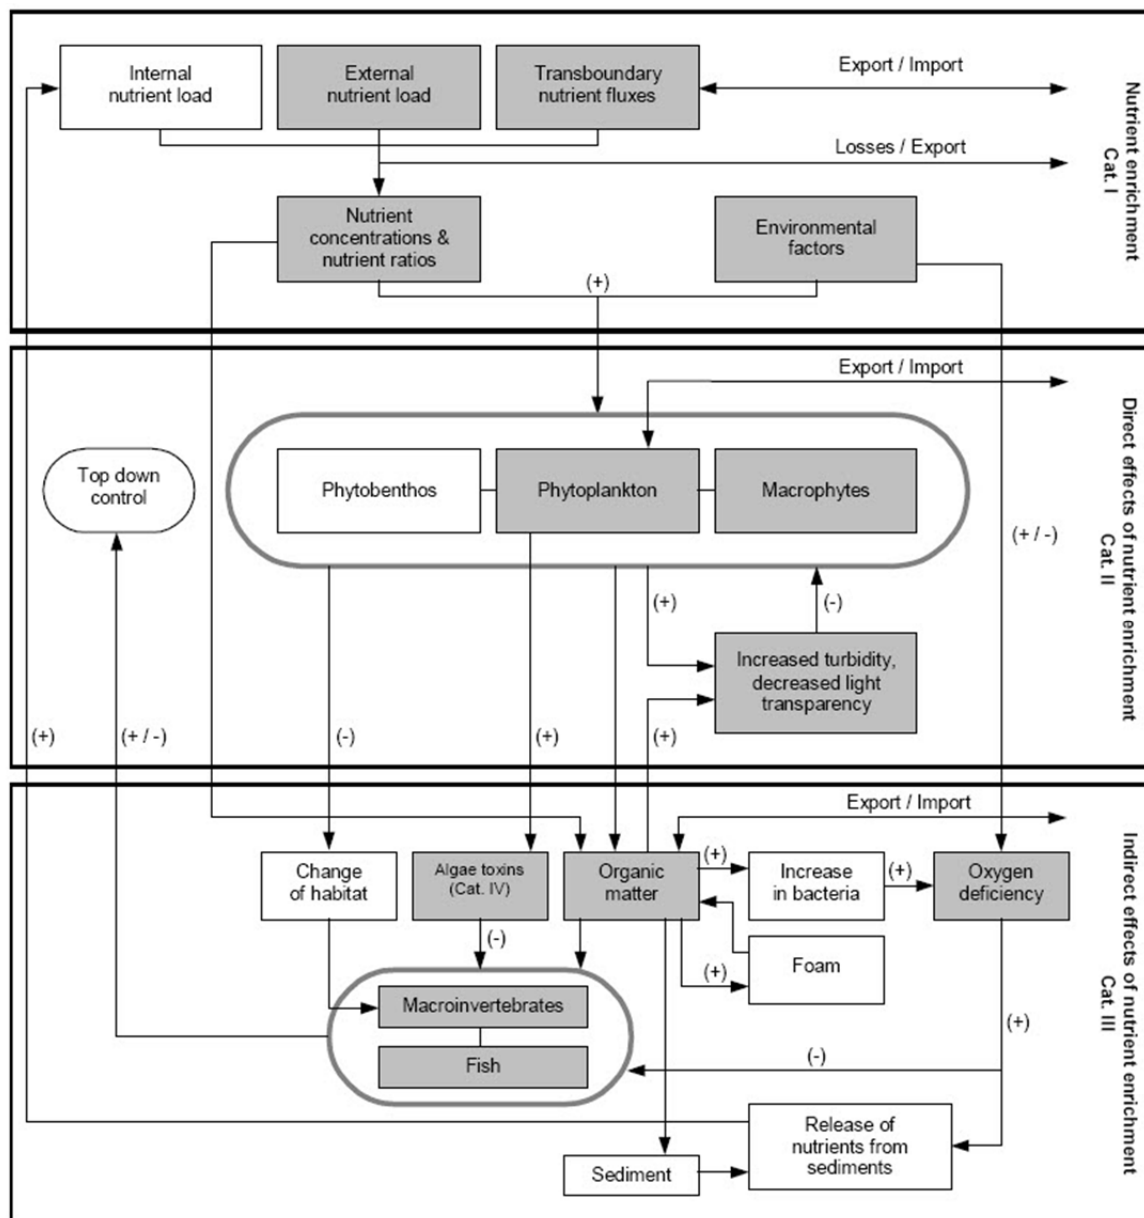 Internal
nutrient load
External
nutrient load
Transboundary
nutrient fluxes
Export / Import
Losses / Export
Nutrient
concentrations &
nutrient ratios
Environmental
factors
(+)
Nutrient enrichment
Cat. I
Export / Import
Top down
control
Phytobenthos
Phytoplankton
Macrophytes
(+ / -)
(+)
(-)
Increased turbidity,
decreased light
transparency
(+)
(+ / -)
(-)
(+)
(+)
Direct effects of nutrient enrichment
Cat. II
Export / Import
Change
of habitat
Algae toxins
(Cat. IV)
Organic
matter
(+)
Increase
in bacteria
(+)
Oxygen
deficiency
(-)
(+)
Foam
Macroinvertebrates
Fish
(+)
(-)
Release of
nutrients from
sediments
Sediment
Indirect effects of nutrient enrichment
Cat. III